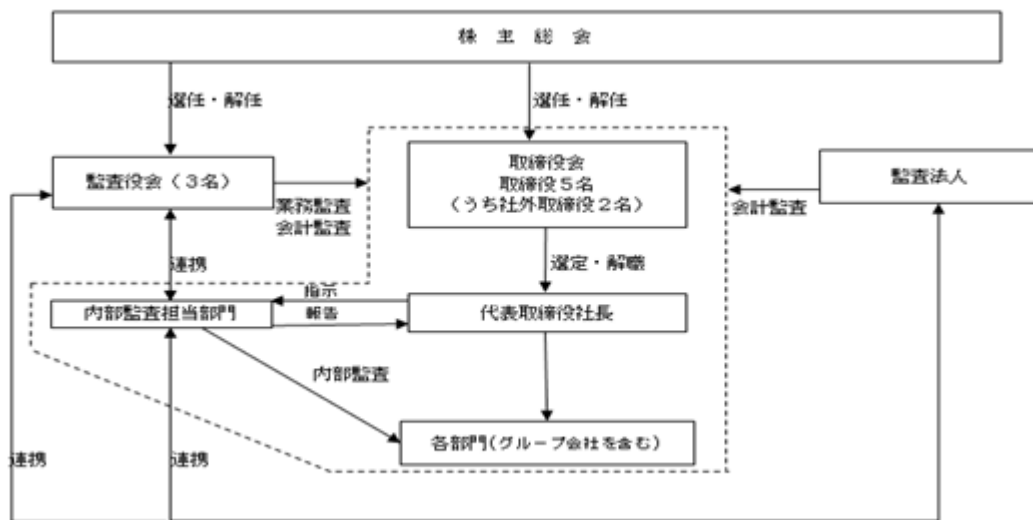 株 主 総 会
選任・解任
選任・解任
監査役会（３名）
取締役会
取締役５名
（うち社外取締役２名）
監査法人
業務監査
会計監査
会計監査
連携
選定・解職
指示
内部監査担当部門
報告
代表取締役社長
内部監査
各部門（グループ会社を含む）
連携
連携